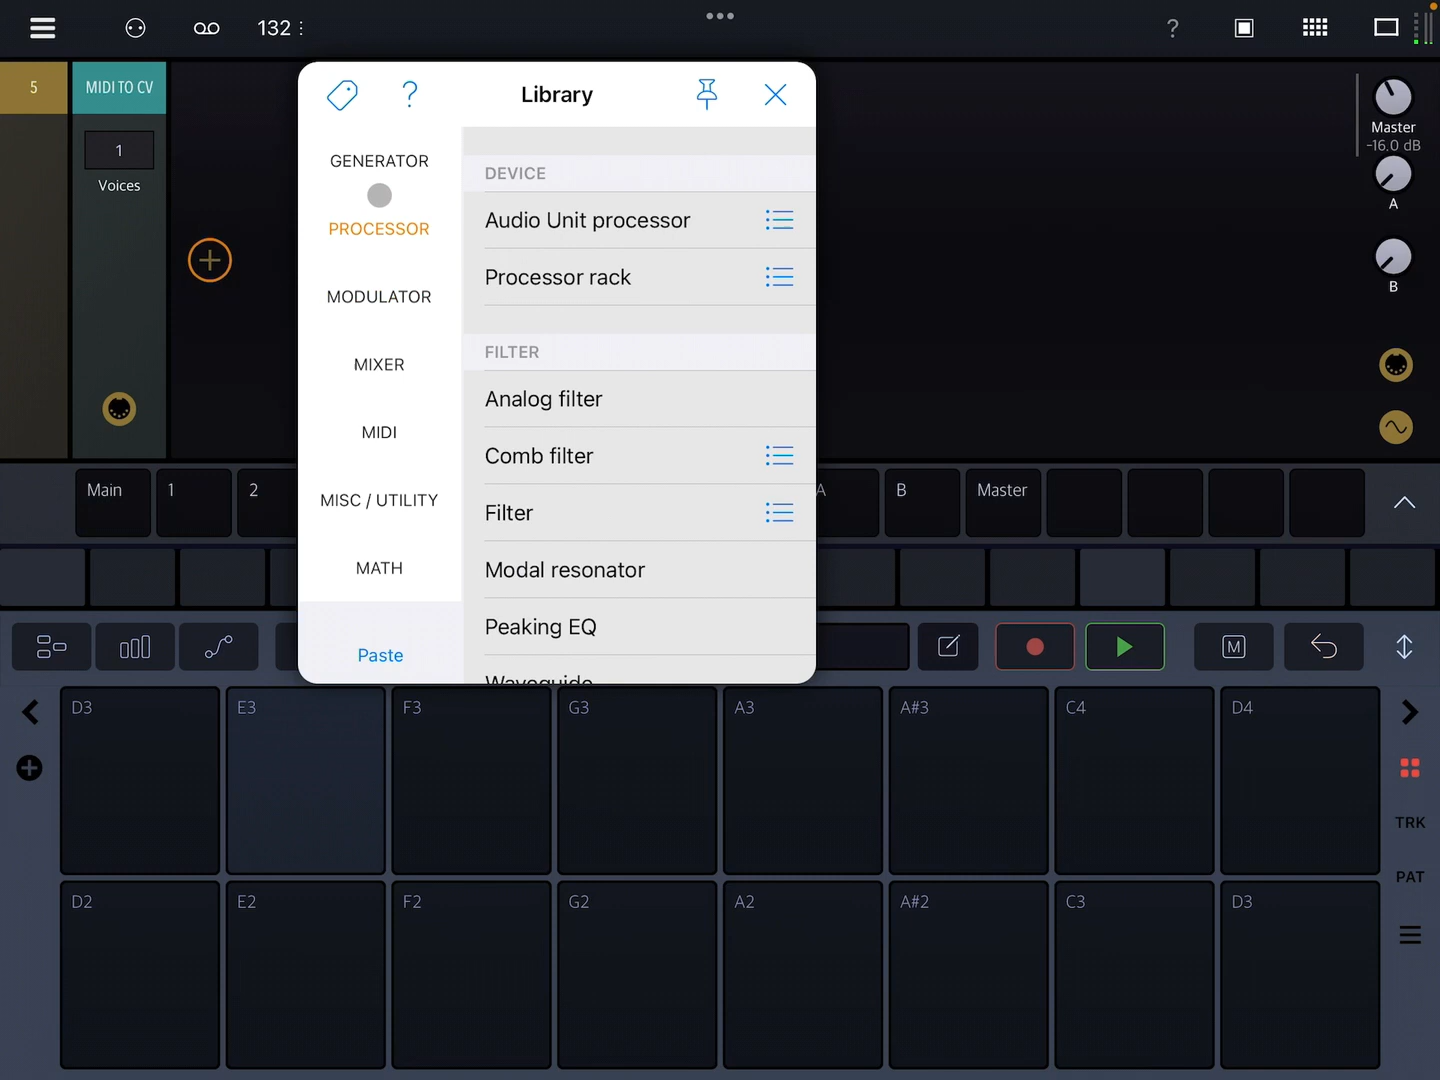 132
?
5
MIDI TO CV
1
Voices
?
Library
GENERATOR
PROCESSOR
MODULATOR
MIXER
MIDI
MISC / UTILITY
MATH
Paste
DEVICE
Audio Unit processor
Processor rack
FILTER
Analog filter
Comb filter
Filter
Modal resonator
Peaking EQ
Waveguide
Master
-16.0 dB
A
B
Main
1
2
A
B
Master
M
D3
E3
F3
G3
A3
A#3
C4
D4
TRK
PAT
D2
E2
F2
G2
A2
A#2
C3
D3